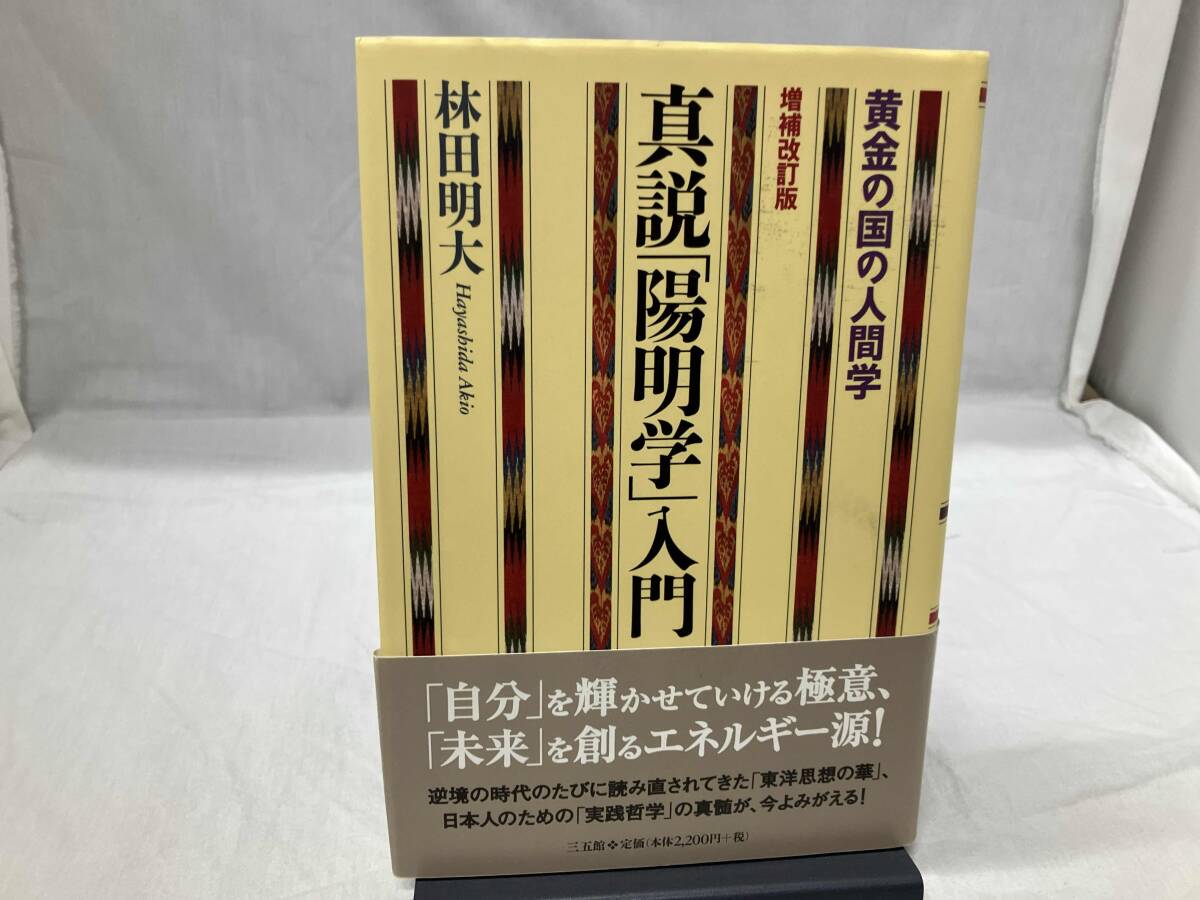 黄金の国の人間学
増補改訂版
真説「陽明学」入門
林田明大
Hayashida Akio
「自分」を輝かせていける極意、
「未来」を創るエネルギー源!
逆境の時代のたびに読み直されてきた「東洋思想の華」、
日本人のための「実践哲学」の真髄が、今よみがえる!
三五館❖定価(本体2,200円+税)